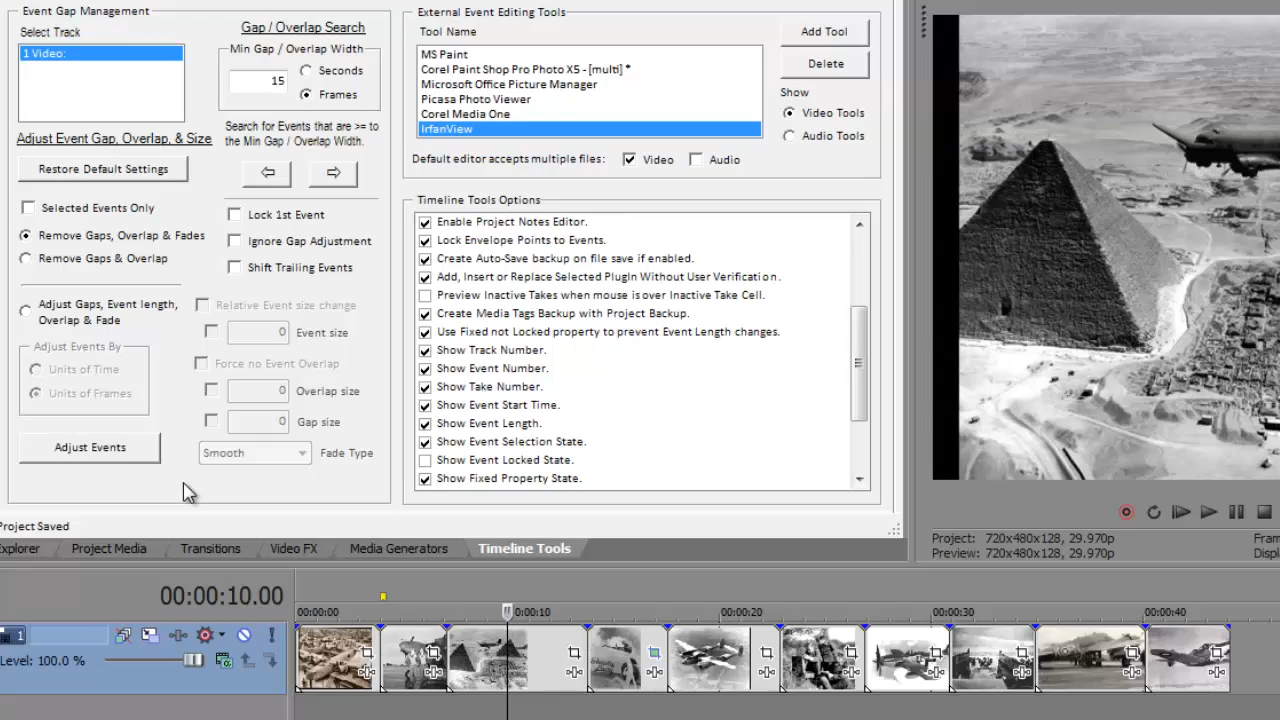 Event Gap Management
Select Track
1 Video:
Gap / Overlap Search
Min Gap / Overlap Width
15
Seconds
Frames
Search for Events that are >= to
the Min Gap / Overlap Width.
Adjust Event Gap, Overlap, & Size
Restore Default Settings
Selected Events Only
Remove Gaps, Overlap & Fades
Remove Gaps & Overlap
Lock 1st Event
Ignore Gap Adjustment
Shift Trailing Events
Adjust Gaps, Event length,
Overlap & Fade
Relative Event size change
0 Event size
Adjust Events By
Units of Time
Units of Frames
Force no Event Overlap
0 Overlap size
0 Gap size
Adjust Events
Smooth Fade Type
Project Saved
External Event Editing Tools
Tool Name
MS Paint
Corel Paint Shop Pro Photo X5 - [multi] *
Microsoft Office Picture Manager
Picasa Photo Viewer
Corel Media One
IrfanView
Add Tool
Delete
Show
Video Tools
Audio Tools
Default editor accepts multiple files: Video Audio
Timeline Tools Options
Enable Project Notes Editor.
Lock Envelope Points to Events.
Create Auto-Save backup on file save if enabled.
Add, Insert or Replace Selected PlugIn Without User Verification.
Preview Inactive Takes when mouse is over Inactive Take Cell.
Create Media Tags Backup with Project Backup.
Use Fixed not Locked property to prevent Event Length changes.
Show Track Number.
Show Event Number.
Show Take Number.
Show Event Start Time.
Show Event Length.
Show Event Selection State.
Show Event Locked State.
Show Fixed Property State.
Explorer Project Media Transitions Video FX Media Generators Timeline Tools
Project: 720x480x128, 29.970p Fram
Preview: 720x480x128, 29.970p Displ
00:00:10.00
00:00:00 0:00:10 00:00:20 00:00:30 00:00:40
1
Level: 100.0 %